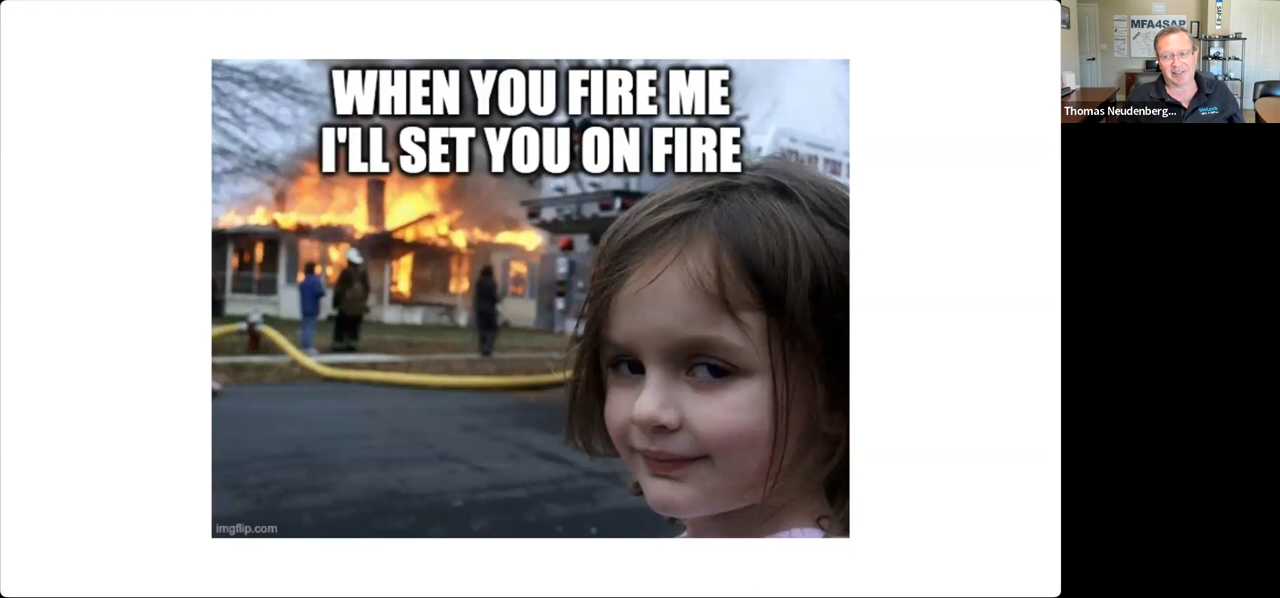 WHEN YOU FIRE ME
I'LL SET YOU ON FIRE
imgflip.com
MFA4SAP
Thomas Neudenberg...